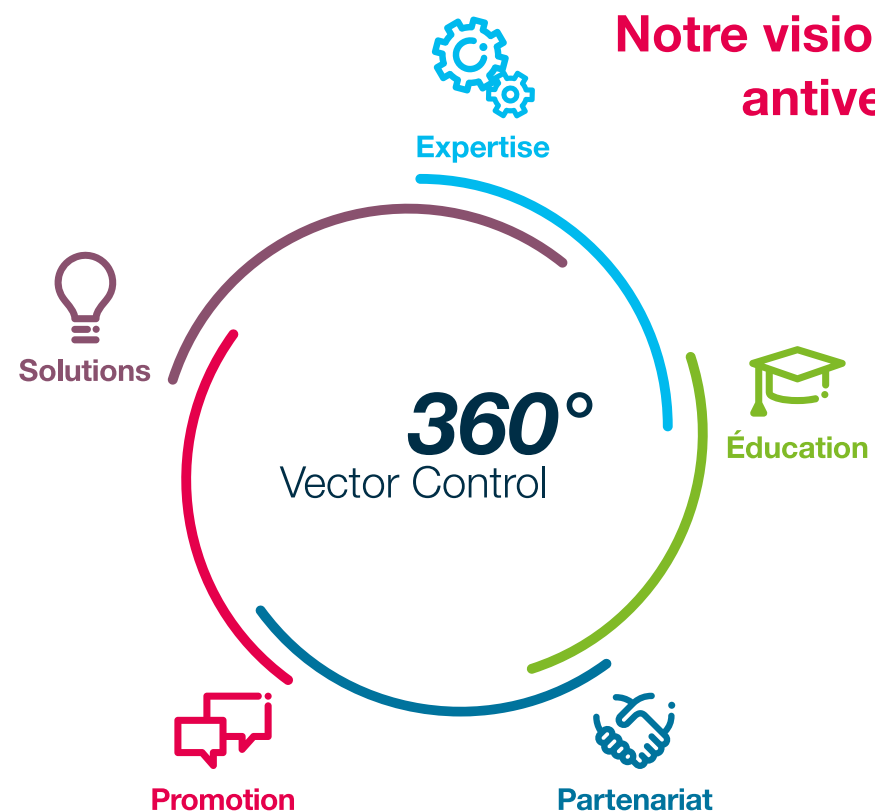 Notre visio
antive
Expertise
Solutions
360°
Vector Control
Éducation
Promotion
Partenariat